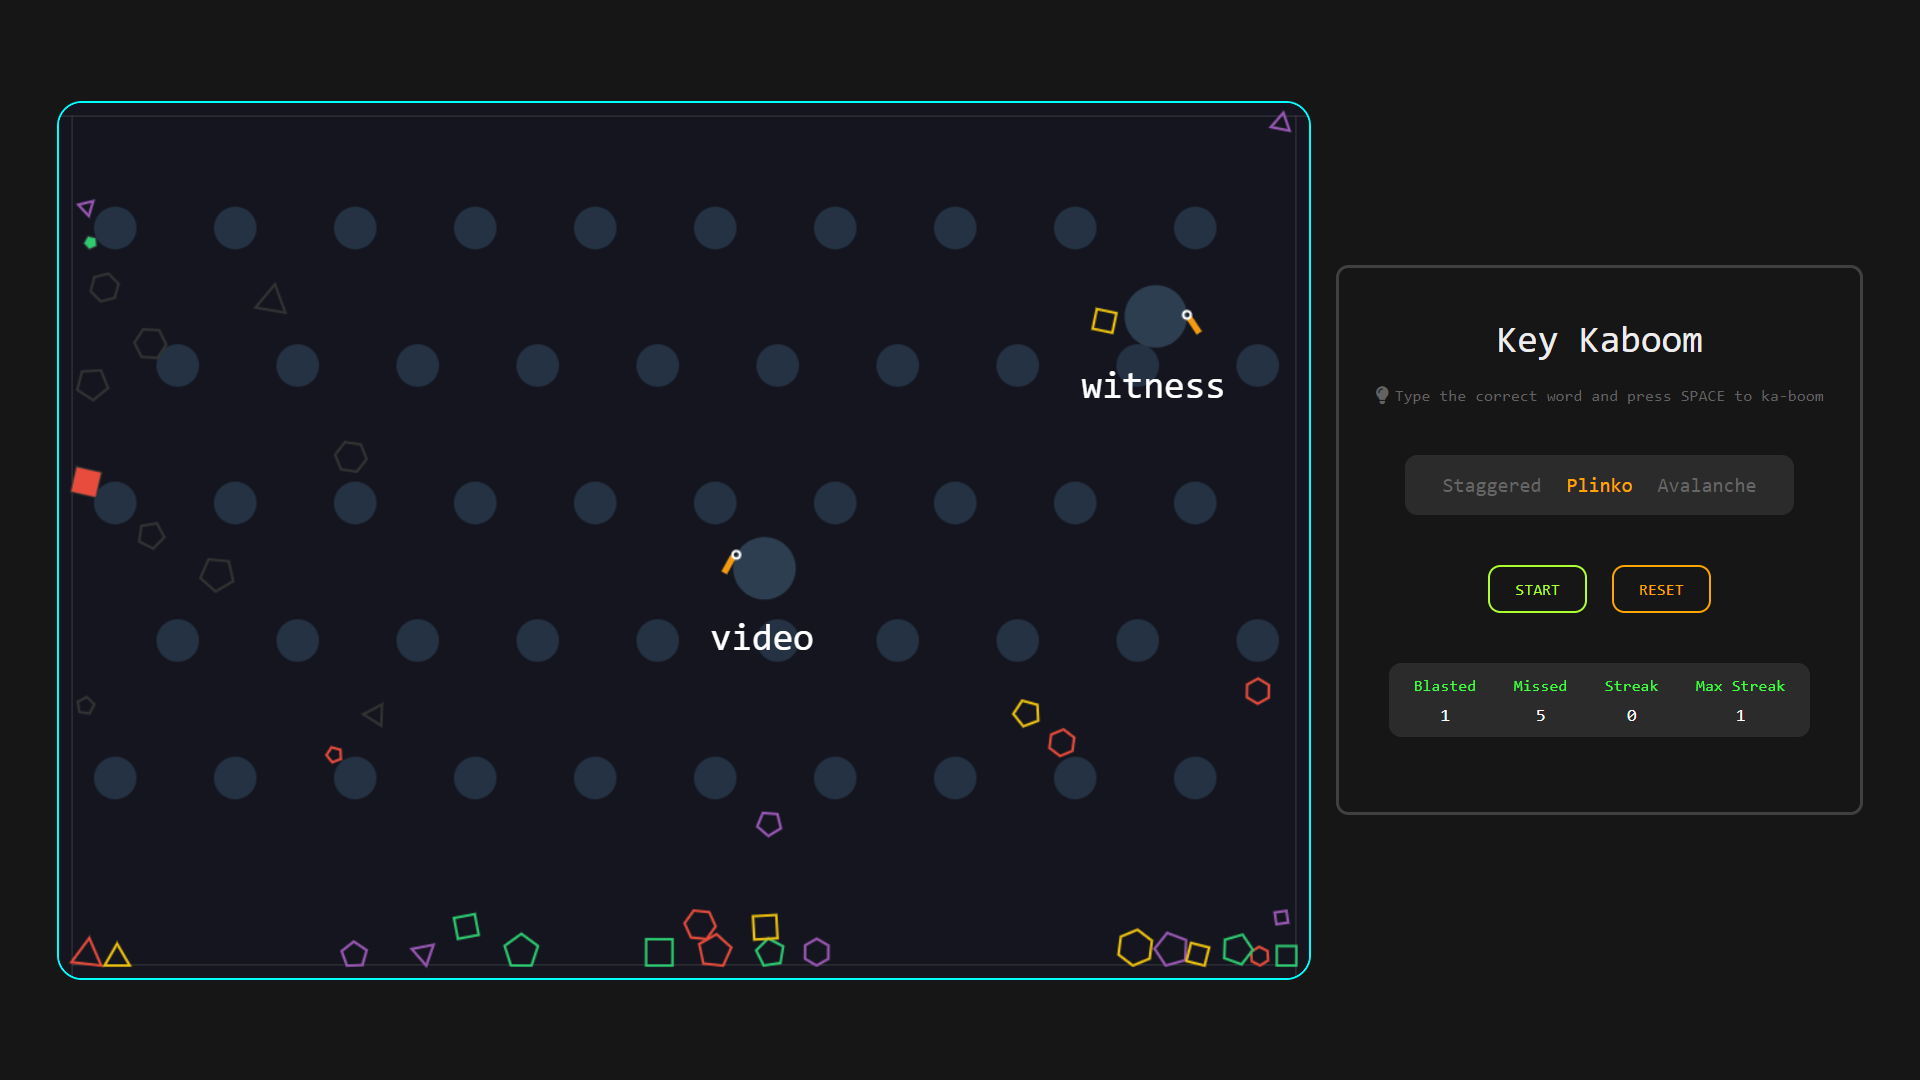 witness
video
Key Kaboom
Type the correct word and press SPACE to ka-boom
Staggered Plinko Avalanche
START RESET
Blasted Missed Streak Max Streak
1 5 0 1